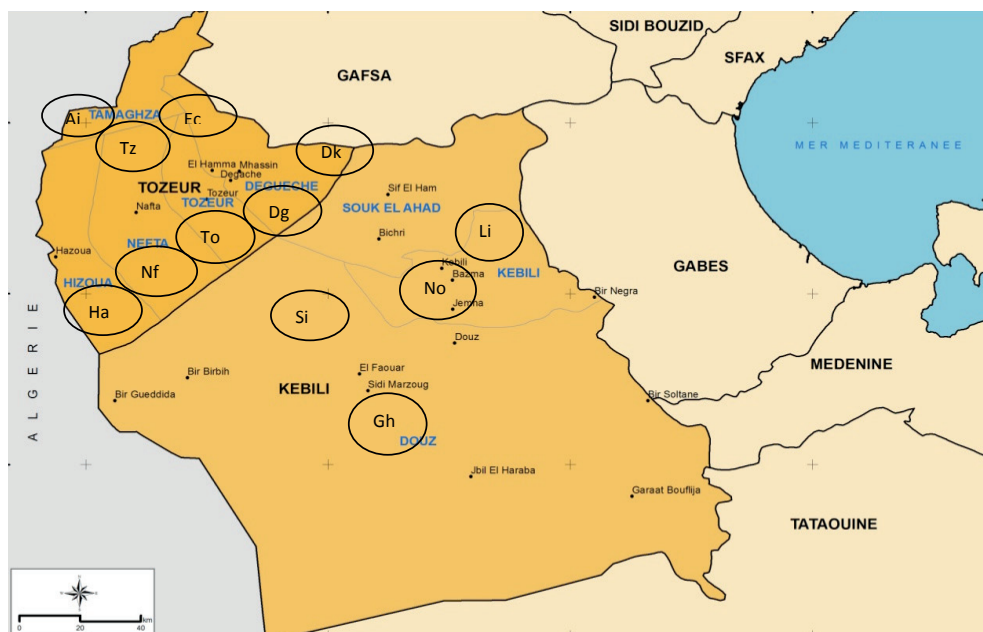 SIDI BOUZID
SFAX
GAFSA
Ai
TAMAGHZA
Ec
Tz
Dk
MER MEDITERANEE
El Hamma
Mhassin
Degache
TOZEUR
DEGUECHE
Tozeur
TOZEUR
Sif El Ham
Nafta
Dg
SOUK EL AHAD
Li
To
NEFTA
Bichri
Hazoua
Nf
HIZOUA
Kebili
Bazma
KEBILI
GABES
No
Bir Negra
Ha
Si
Jemna
Douz
ALGERIE
MEDENINE
Bir Birbih
El Faouar
KEBILI
Sidi Marzoug
Bir Gueddida
Bir Soltane
Gh
DOUZ
Jbil El Haraba
Garaat Bouflija
TATAOUINE
km
0 20 40